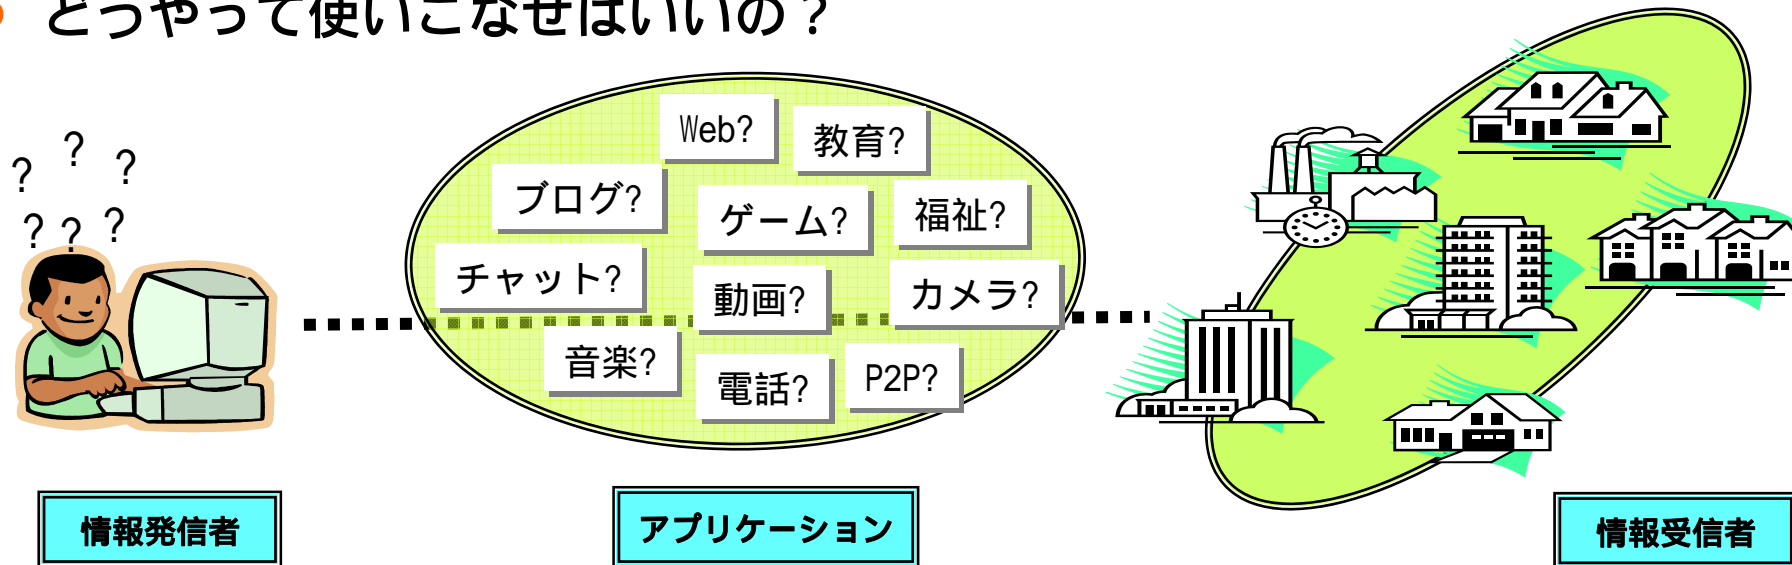 どうやって使いこなせばいいの？
? ? ?
? ? ?
Web?
教育?
ブログ?
ゲーム?
福祉?
チャット?
動画?
カメラ?
音楽?
電話?
P2P?
情報発信者
アプリケーション
情報受信者